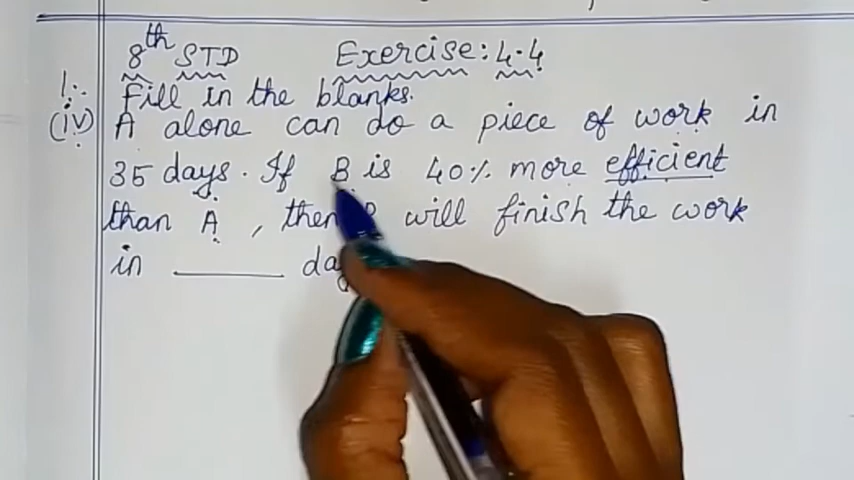 8th STD Exercise: 4.4
1. Fill in the blanks.
(iv) A alone can do a piece of work in
35 days. If B is 40% more efficient
than A, then will finish the work
in ______